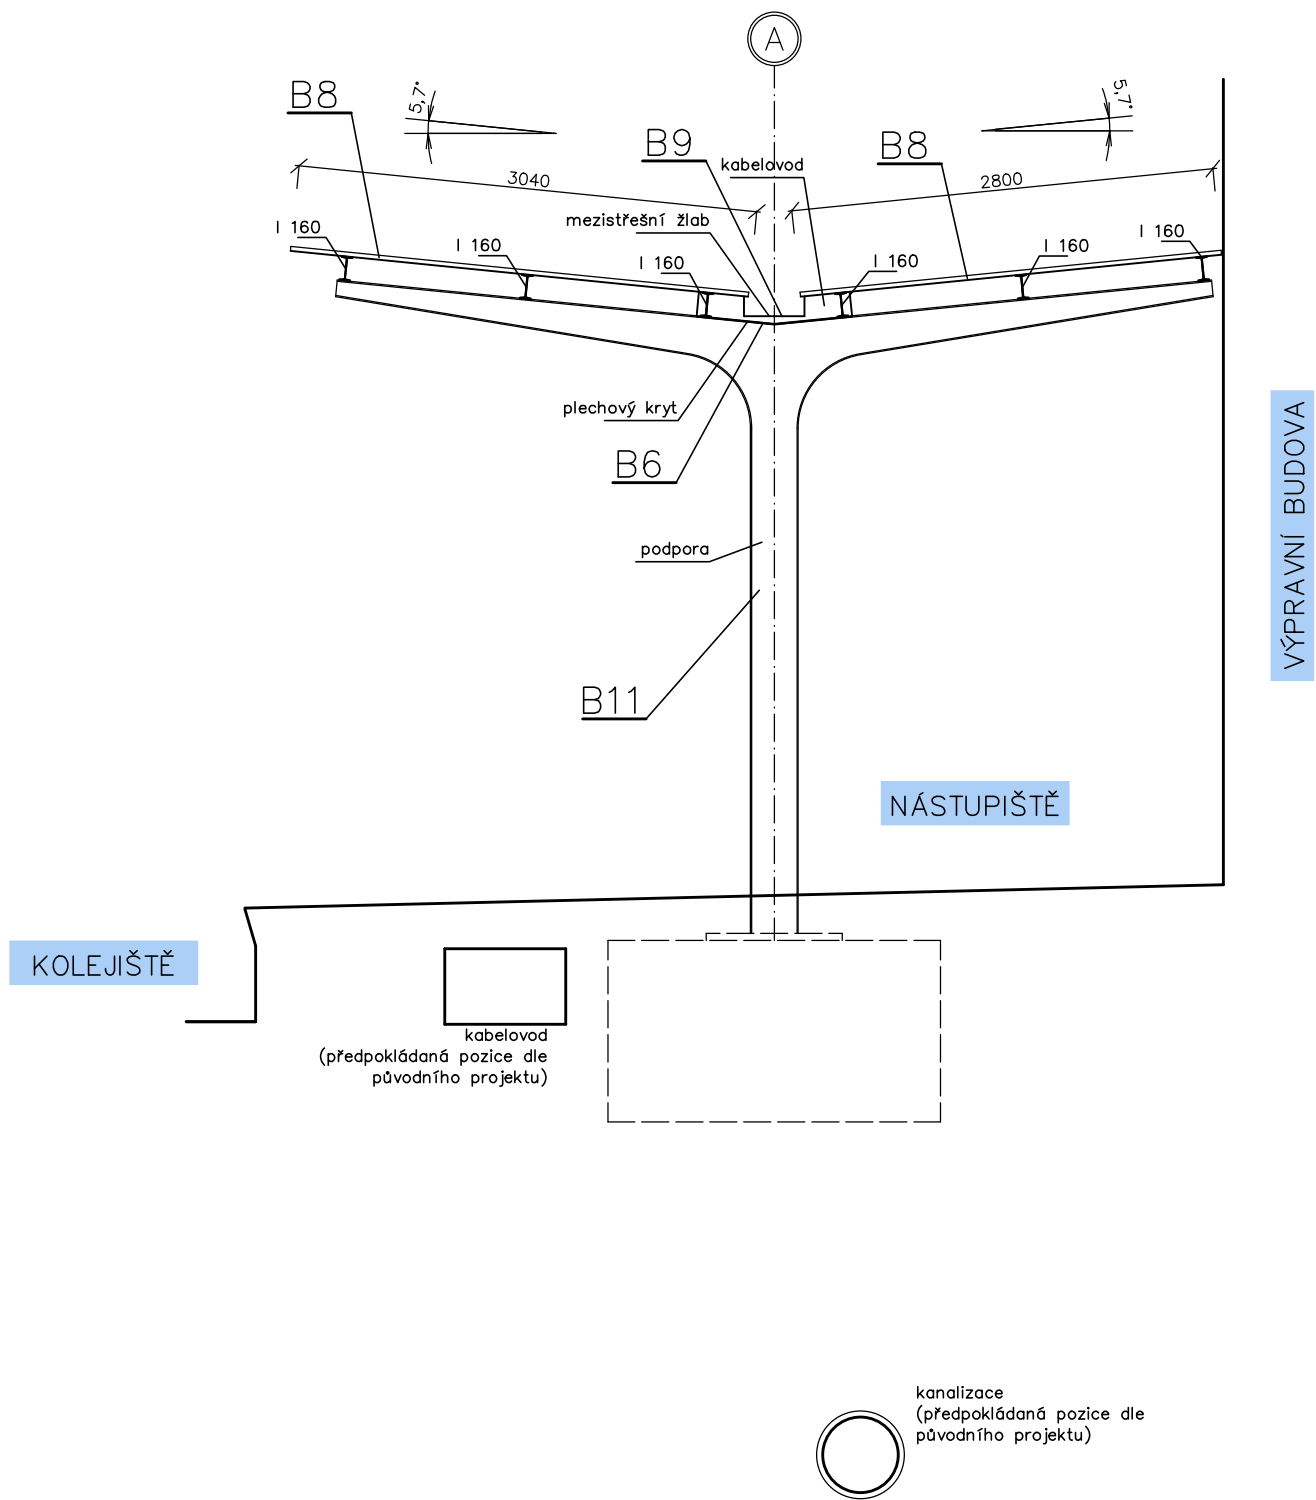 A
B8
5,7°
5,7°
B9
B8
kabelovod
3040
2800
mezistřešní žlab
I 160
I 160
I 160
I 160
I 160
I 160
plechový kryt
B6
VÝPRAVNÍ BUDOVA
podpora
B11
NÁSTUPIŠTĚ
KOLEJIŠTĚ
kabelovod
(předpokládaná pozice dle
původního projektu)
kanalizace
(předpokládaná pozice dle
původního projektu)